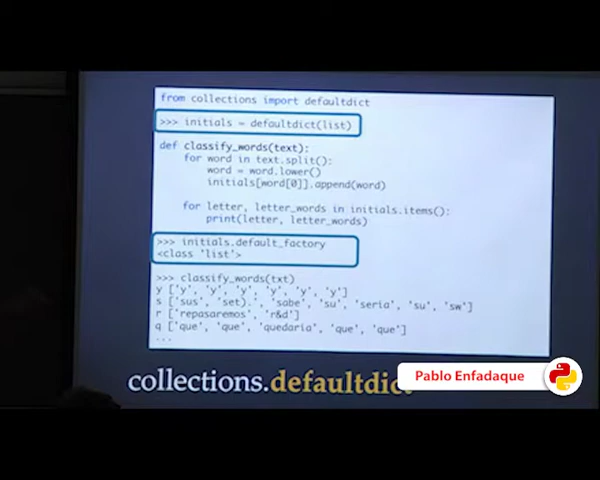 from collections import defaultdict
>>> initials = defaultdict(list)
def classify_words(text):
for word in text.split():
word = word.lower()
initials[word[0]].append(word)
for letter, letter_words in initials.items():
print(letter, letter_words)
>>> initials.default_factory
<class 'list'>
>>> classify_words(txt)
y ['y', 'y', 'y', 'y', 'y', 'y']
s ['sus', 'set).', 'sabe', 'su', 'seria', 'su', 'sw']
r ['repasaremos', 'r&d']
q ['que', 'que', 'quedaria', 'que', 'que']
...
collections.defaultdict
Pablo Enfadaque